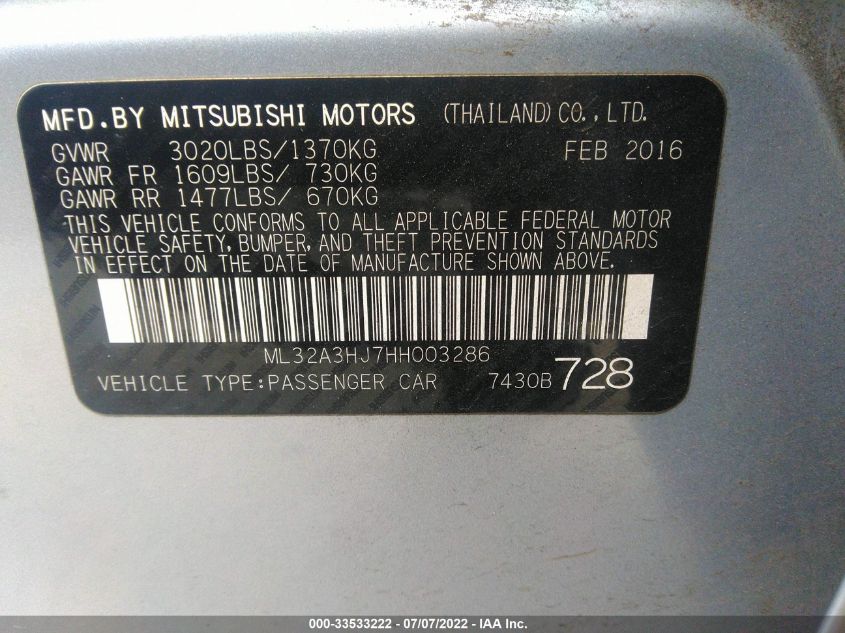 MFD.BY MITSUBISHI MOTORS (THAILAND)CO.,LTD.
GVWR 3020LBS/1370KG FEB 2016
GAWR FR 1609LBS/ 730KG
GAWR RR 1477LBS/ 670KG
THIS VEHICLE CONFORMS TO ALL APPLICABLE FEDERAL MOTOR
VEHICLE SAFETY, BUMPER, AND THEFT PREVENTION STANDARDS
IN EFFECT ON THE DATE OF MANUFACTURE SHOWN ABOVE.
ML32A3HJ7HH003286
VEHICLE TYPE:PASSENGER CAR 7430B 728
000-33533222 - 07/07/2022 - IAA Inc.